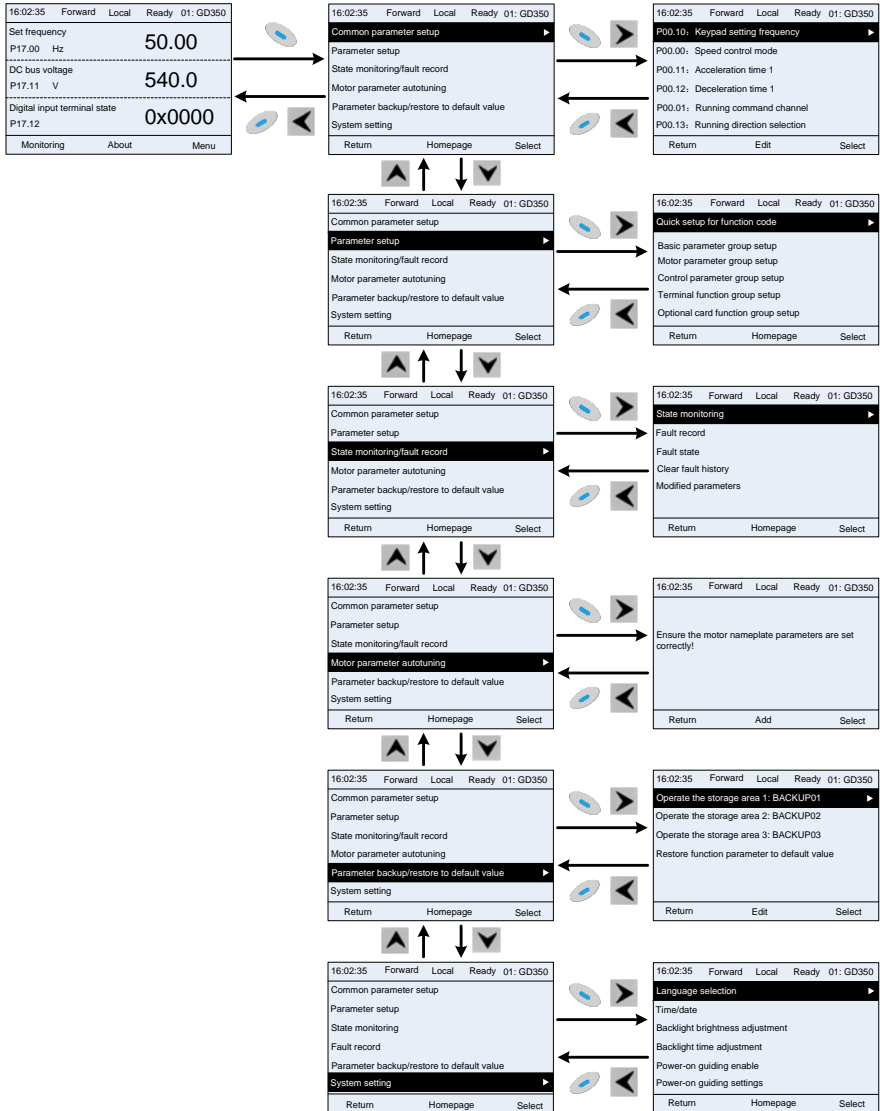 16:02:35 Forward Local Ready 01: GD350
Set frequency
P17.00 Hz 50.00
DC bus voltage
P17.11 V 540.0
Digital input terminal state
P17.12 0x0000
Monitoring About Menu
16:02:35 Forward Local Ready 01: GD350
Common parameter setup
Parameter setup
State monitoring/fault record
Motor parameter autotuning
Parameter backup/restore to default value
System setting
Return Homepage Select
16:02:35 Forward Local Ready 01: GD350
P00.10: Keypad setting frequency
P00.00: Speed control mode
P00.11: Acceleration time 1
P00.12: Deceleration time 1
P00.01: Running command channel
P00.13: Running direction selection
Return Edit Select
16:02:35 Forward Local Ready 01: GD350
Common parameter setup
Parameter setup
State monitoring/fault record
Motor parameter autotuning
Parameter backup/restore to default value
System setting
Return Homepage Select
16:02:35 Forward Local Ready 01: GD350
Quick setup for function code
Basic parameter group setup
Motor parameter group setup
Control parameter group setup
Terminal function group setup
Optional card function group setup
Return Homepage Select
16:02:35 Forward Local Ready 01: GD350
Common parameter setup
Parameter setup
State monitoring/fault record
Motor parameter autotuning
Parameter backup/restore to default value
System setting
Return Homepage Select
16:02:35 Forward Local Ready 01: GD350
State monitoring
Fault record
Fault state
Clear fault history
Modified parameters
Return Homepage Select
16:02:35 Forward Local Ready 01: GD350
Common parameter setup
Parameter setup
State monitoring/fault record
Motor parameter autotuning
Parameter backup/restore to default value
System setting
Return Homepage Select
16:02:35 Forward Local Ready 01: GD350
Ensure the motor nameplate parameters are set
correctly!
Return Add Select
16:02:35 Forward Local Ready 01: GD350
Common parameter setup
Parameter setup
State monitoring/fault record
Motor parameter autotuning
Parameter backup/restore to default value
System setting
Return Homepage Select
16:02:35 Forward Local Ready 01: GD350
Operate the storage area 1: BACKUP01
Operate the storage area 2: BACKUP02
Operate the storage area 3: BACKUP03
Restore function parameter to default value
Return Edit Select
16:02:35 Forward Local Ready 01: GD350
Common parameter setup
Parameter setup
State monitoring
Fault record
Parameter backup/restore to default value
System setting
Return Homepage Select
16:02:35 Forward Local Ready 01: GD350
Language selection
Time/date
Backlight brightness adjustment
Backlight time adjustment
Power-on guiding enable
Power-on guiding settings
Return Homepage Select